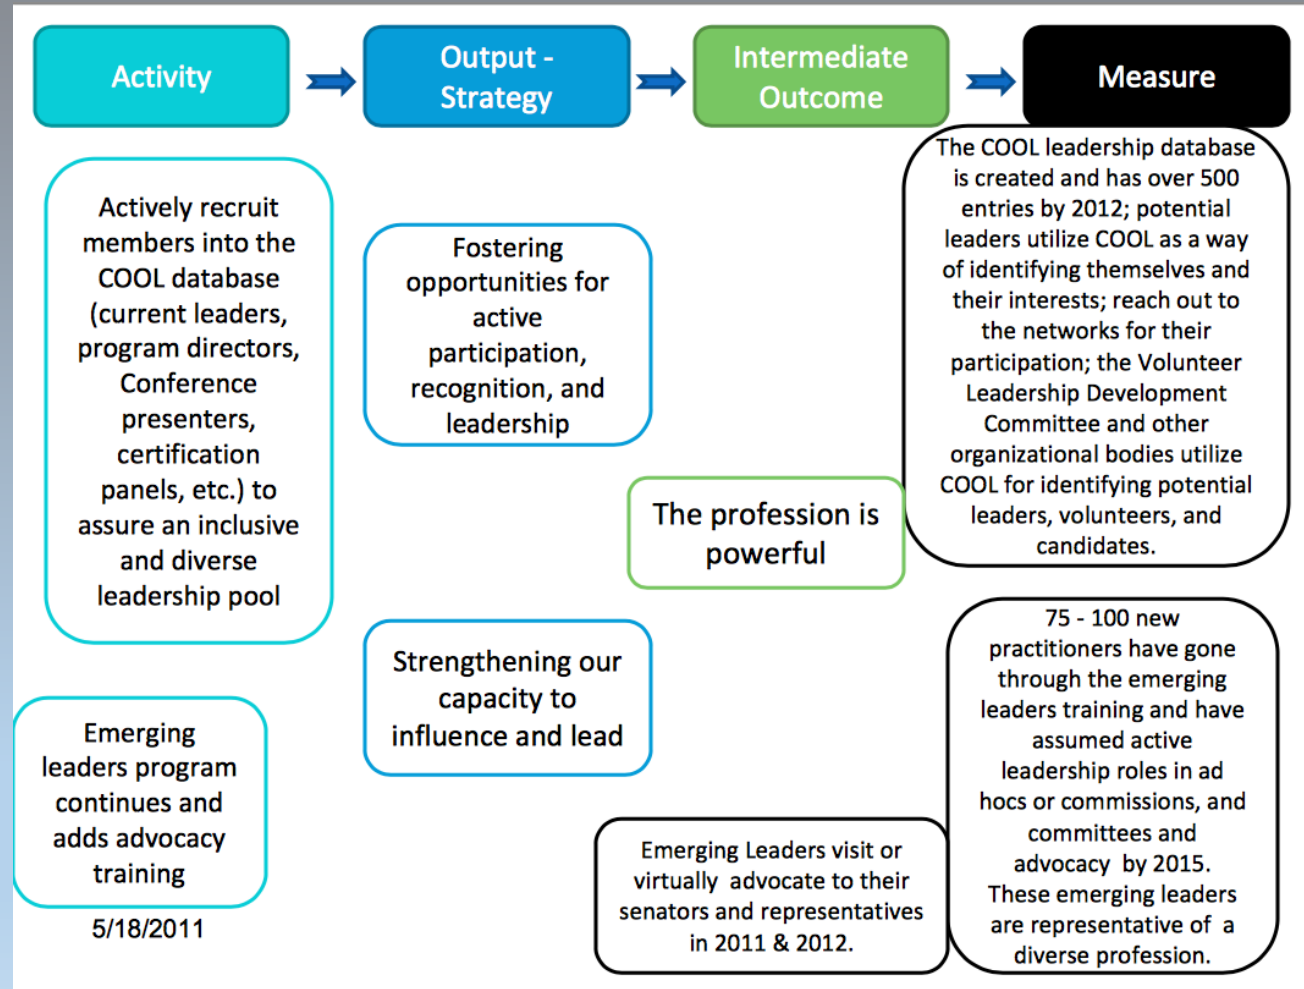 Activity
Output -
Strategy
Intermediate
Outcome
Measure
Actively recruit
members into the
COOL database
(current leaders,
program directors,
Conference
presenters,
certification
panels, etc.) to
assure an inclusive
and diverse
leadership pool
Emerging
leaders program
continues and
adds advocacy
training
5/18/2011
Fostering
opportunities for
active
participation,
recognition, and
leadership
Strengthening our
capacity to
influence and lead
The profession is
powerful
Emerging Leaders visit or
virtually advocate to their
senators and representatives
in 2011 & 2012.
The COOL leadership database
is created and has over 500
entries by 2012; potential
leaders utilize COOL as a way
of identifying themselves and
their interests; reach out to
the networks for their
participation; the Volunteer
Leadership Development
Committee and other
organizational bodies utilize
COOL for identifying potential
leaders, volunteers, and
candidates.
75 - 100 new
practitioners have gone
through the emerging
leaders training and have
assumed active
leadership roles in ad
hocs or commissions, and
committees and
advocacy by 2015.
These emerging leaders
are representative of a
diverse profession.